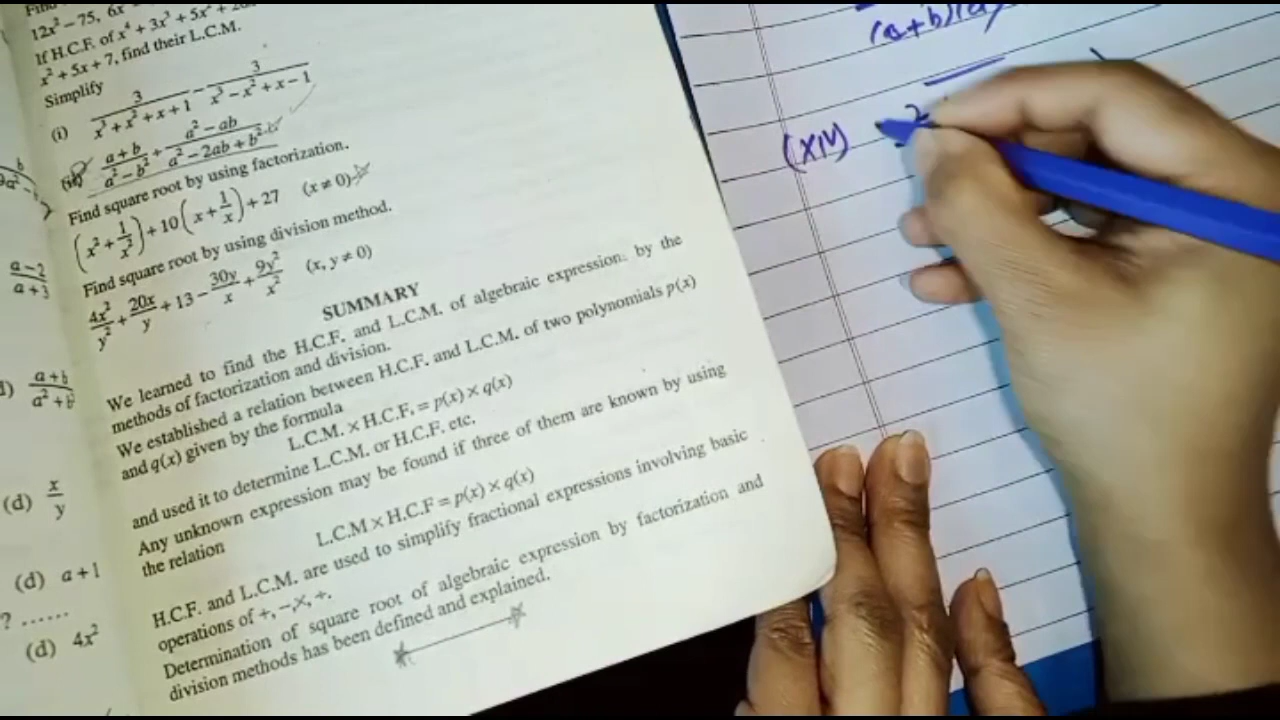 12x² − 75, 6x
If H.C.F. of x⁴ + 3x³ + 5x² +
x² + 5x + 7, find their L.C.M.
Simplify
(i) 3/(x³ + x² + x + 1) − 3/(x³ − x² + x − 1)
(ii) (a + b)/(a² − b²) + (a² − ab)/(a² − 2ab + b²)
Find square root by using factorization.
(x² + 1/x²) + 10(x + 1/x) + 27 (x ≠ 0)
Find square root by using division method.
4x²/y² + 20x/y + 13 − 30y/x + 9y²/x² (x, y ≠ 0)
SUMMARY
We learned to find the H.C.F. and L.C.M. of algebraic expression. by the
methods of factorization and division.
We established a relation between H.C.F. and L.C.M. of two polynomials p(x)
and q(x) given by the formula
L.C.M. × H.C.F. = p(x) × q(x)
and used it to determine L.C.M. or H.C.F. etc.
Any unknown expression may be found if three of them are known by using
the relation
L.C.M × H.C.F = p(x) × q(x)
H.C.F. and L.C.M. are used to simplify fractional expressions involving basic
operations of +, −, ×, ÷.
Determination of square root of algebraic expression by factorization and
division methods has been defined and explained.
(a − 2)/(a + 3)
(a + b)/(a² + b²)
(d) x/y
(d) a + 1
? ......
(d) 4x²
(a+b)(a
(XIV) 2